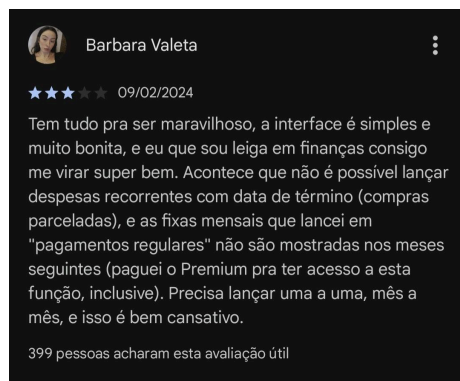 Barbara Valeta
09/02/2024
Tem tudo pra ser maravilhoso, a interface é simples e
muito bonita, e eu que sou leiga em finanças consigo
me virar super bem. Acontece que não é possível lançar
despesas recorrentes com data de término (compras
parceladas), e as fixas mensais que lancei em
"pagamentos regulares" não são mostradas nos meses
seguintes (paguei o Premium pra ter acesso a esta
função, inclusive). Precisa lançar uma a uma, mês a
mês, e isso é bem cansativo.
399 pessoas acharam esta avaliação útil